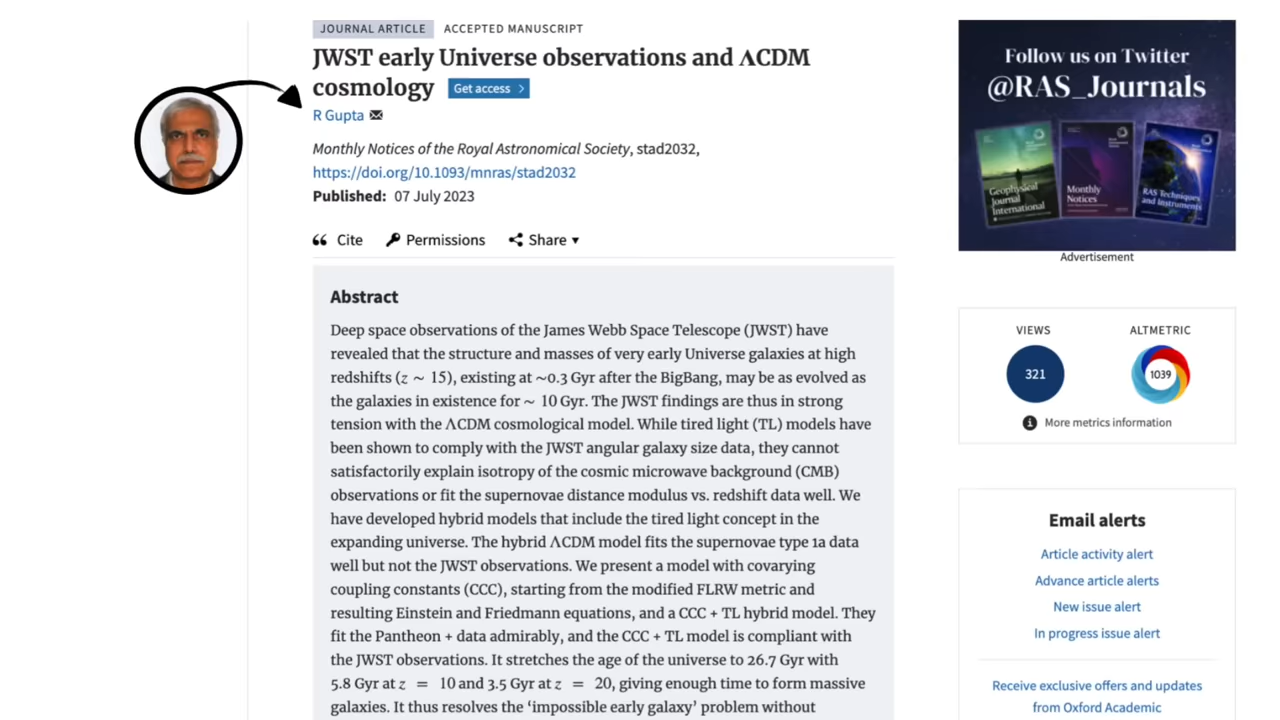 JOURNAL ARTICLE ACCEPTED MANUSCRIPT
JWST early Universe observations and ΛCDM
cosmology Get access >
R Gupta
Monthly Notices of the Royal Astronomical Society, stad2032,
https://doi.org/10.1093/mnras/stad2032
Published: 07 July 2023
Cite Permissions Share ▾
Abstract
Deep space observations of the James Webb Space Telescope (JWST) have
revealed that the structure and masses of very early Universe galaxies at high
redshifts (z ~ 15), existing at ~0.3 Gyr after the BigBang, may be as evolved as
the galaxies in existence for ~ 10 Gyr. The JWST findings are thus in strong
tension with the ΛCDM cosmological model. While tired light (TL) models have
been shown to comply with the JWST angular galaxy size data, they cannot
satisfactorily explain isotropy of the cosmic microwave background (CMB)
observations or fit the supernovae distance modulus vs. redshift data well. We
have developed hybrid models that include the tired light concept in the
expanding universe. The hybrid ΛCDM model fits the supernovae type 1a data
well but not the JWST observations. We present a model with covarying
coupling constants (CCC), starting from the modified FLRW metric and
resulting Einstein and Friedmann equations, and a CCC + TL hybrid model. They
fit the Pantheon + data admirably, and the CCC + TL model is compliant with
the JWST observations. It stretches the age of the universe to 26.7 Gyr with
5.8 Gyr at z = 10 and 3.5 Gyr at z = 20, giving enough time to form massive
galaxies. It thus resolves the ‘impossible early galaxy’ problem without
Follow us on Twitter
@RAS_Journals
Geophysical
Journal
International
Monthly
Notices
RAS Techniques
and Instruments
Advertisement
VIEWS ALTMETRIC
321 1039
More metrics information
Email alerts
Article activity alert
Advance article alerts
New issue alert
In progress issue alert
Receive exclusive offers and updates
from Oxford Academic